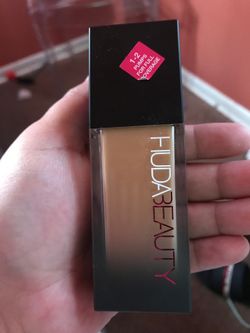 1-2
PUMPS
FOR FULL
COVERAGE
HUDABEAUTY